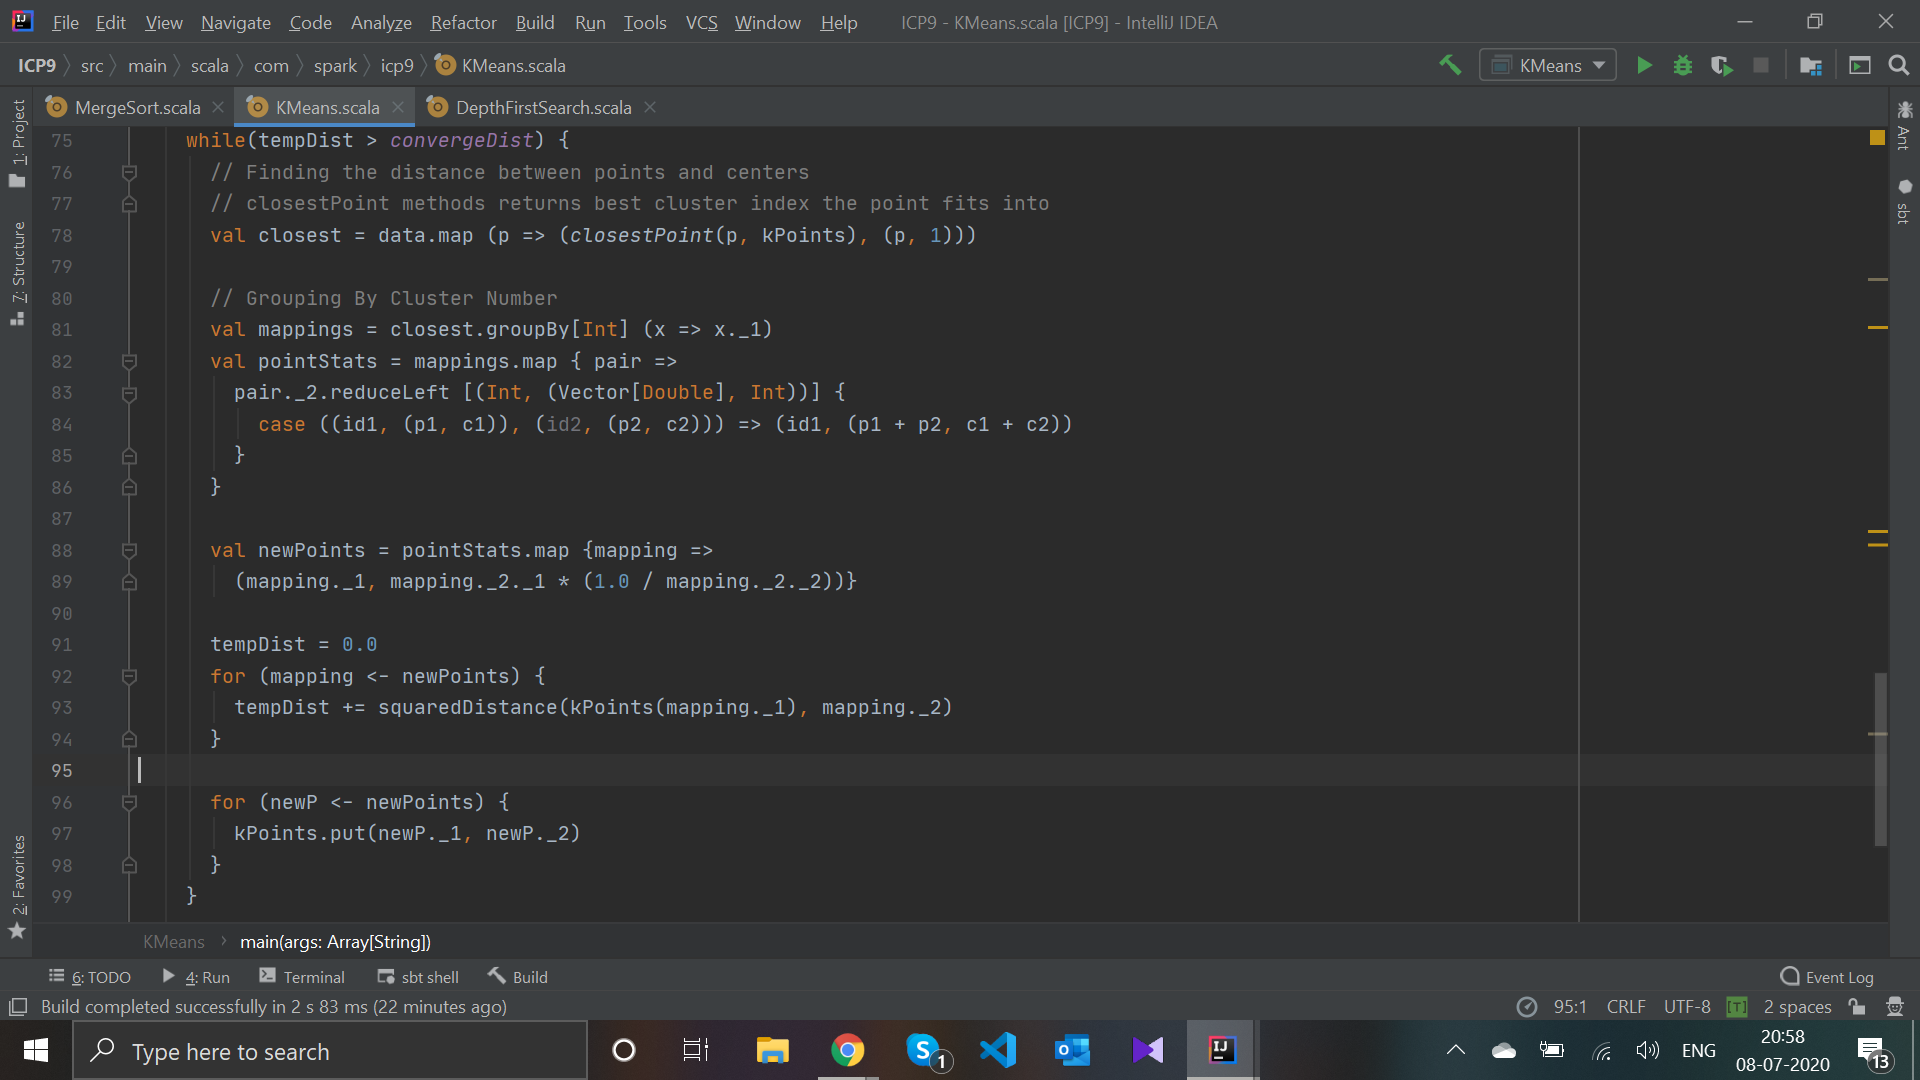 File Edit View Navigate Code Analyze Refactor Build Run Tools VCS Window Help ICP9 - KMeans.scala [ICP9] - IntelliJ IDEA
ICP9 src main scala com spark icp9 KMeans.scala KMeans
MergeSort.scala KMeans.scala DepthFirstSearch.scala
1: Project
7: Structure
2: Favorites
Ant
sbt
75 while(tempDist > convergeDist) {
76 // Finding the distance between points and centers
77 // closestPoint methods returns best cluster index the point fits into
78 val closest = data.map (p => (closestPoint(p, kPoints), (p, 1)))
79
80 // Grouping By Cluster Number
81 val mappings = closest.groupBy[Int] (x => x._1)
82 val pointStats = mappings.map { pair =>
83 pair._2.reduceLeft [(Int, (Vector[Double], Int))] {
84 case ((id1, (p1, c1)), (id2, (p2, c2))) => (id1, (p1 + p2, c1 + c2))
85 }
86 }
87
88 val newPoints = pointStats.map {mapping =>
89 (mapping._1, mapping._2._1 * (1.0 / mapping._2._2))}
90
91 tempDist = 0.0
92 for (mapping <- newPoints) {
93 tempDist += squaredDistance(kPoints(mapping._1), mapping._2)
94 }
95
96 for (newP <- newPoints) {
97 kPoints.put(newP._1, newP._2)
98 }
99 }
KMeans main(args: Array[String])
6: TODO 4: Run Terminal sbt shell Build Event Log
Build completed successfully in 2 s 83 ms (22 minutes ago) 95:1 CRLF UTF-8 [T] 2 spaces
Type here to search S 1 IJ ENG 20:58
08-07-2020 13